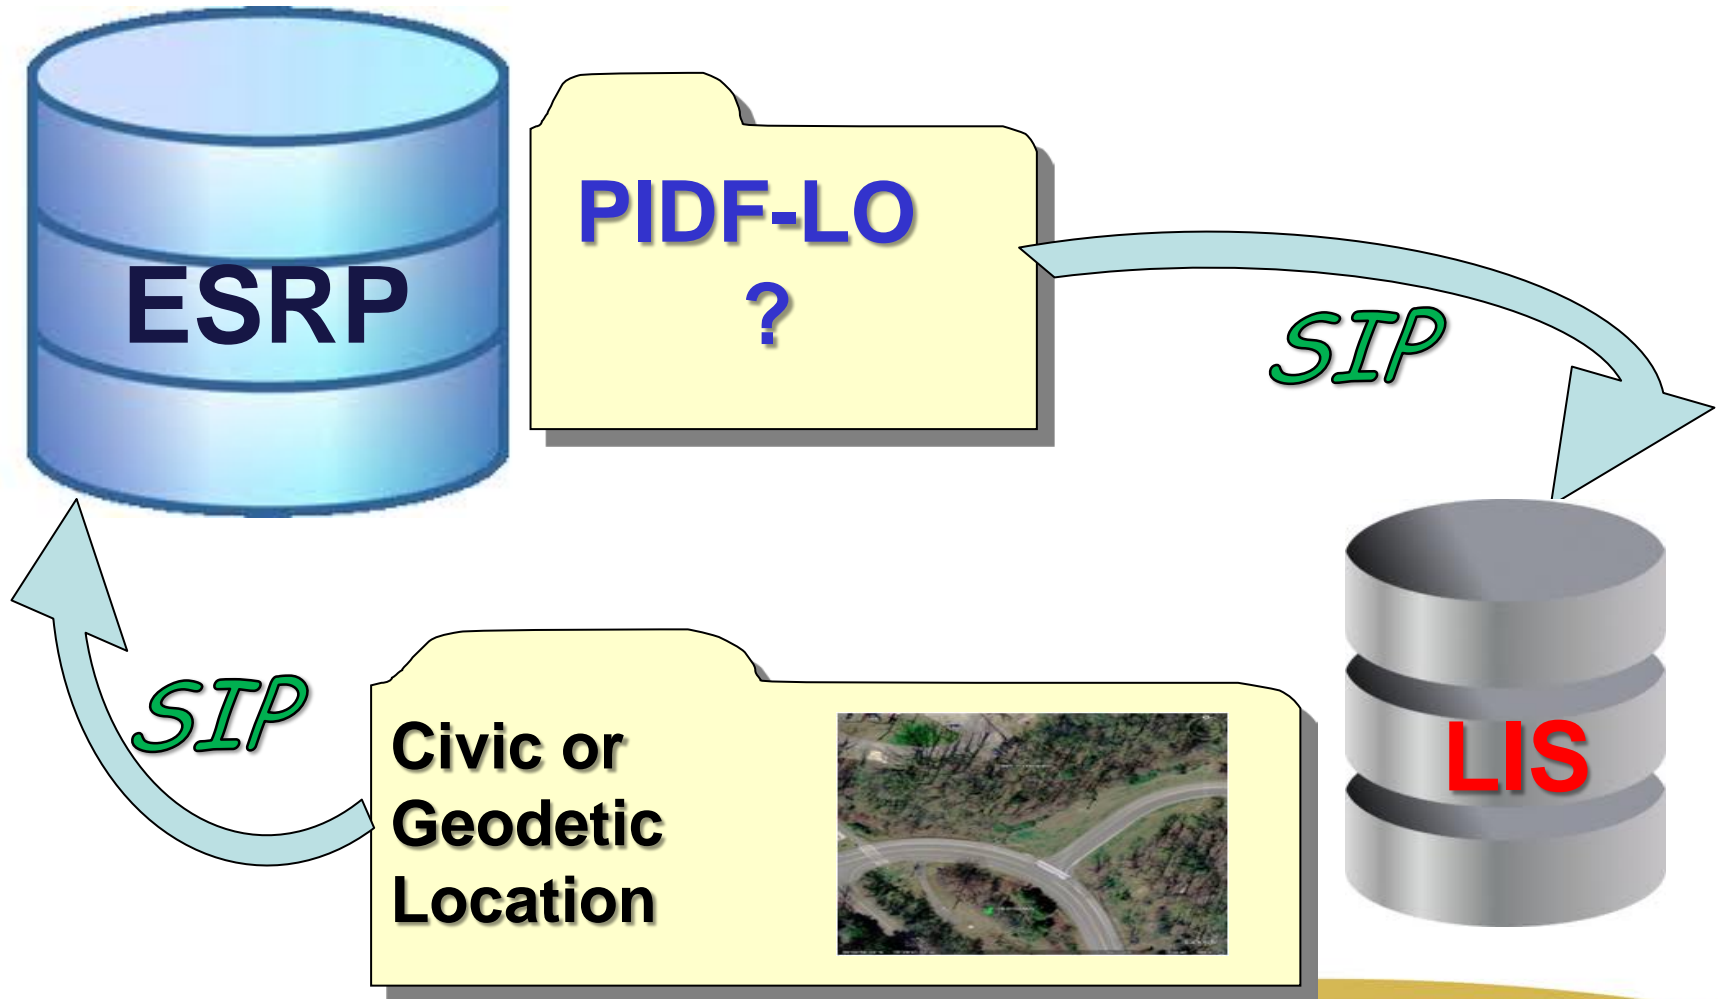 ESRP
PIDF-LO
?
SIP
SIP
Civic or
Geodetic
Location
LIS